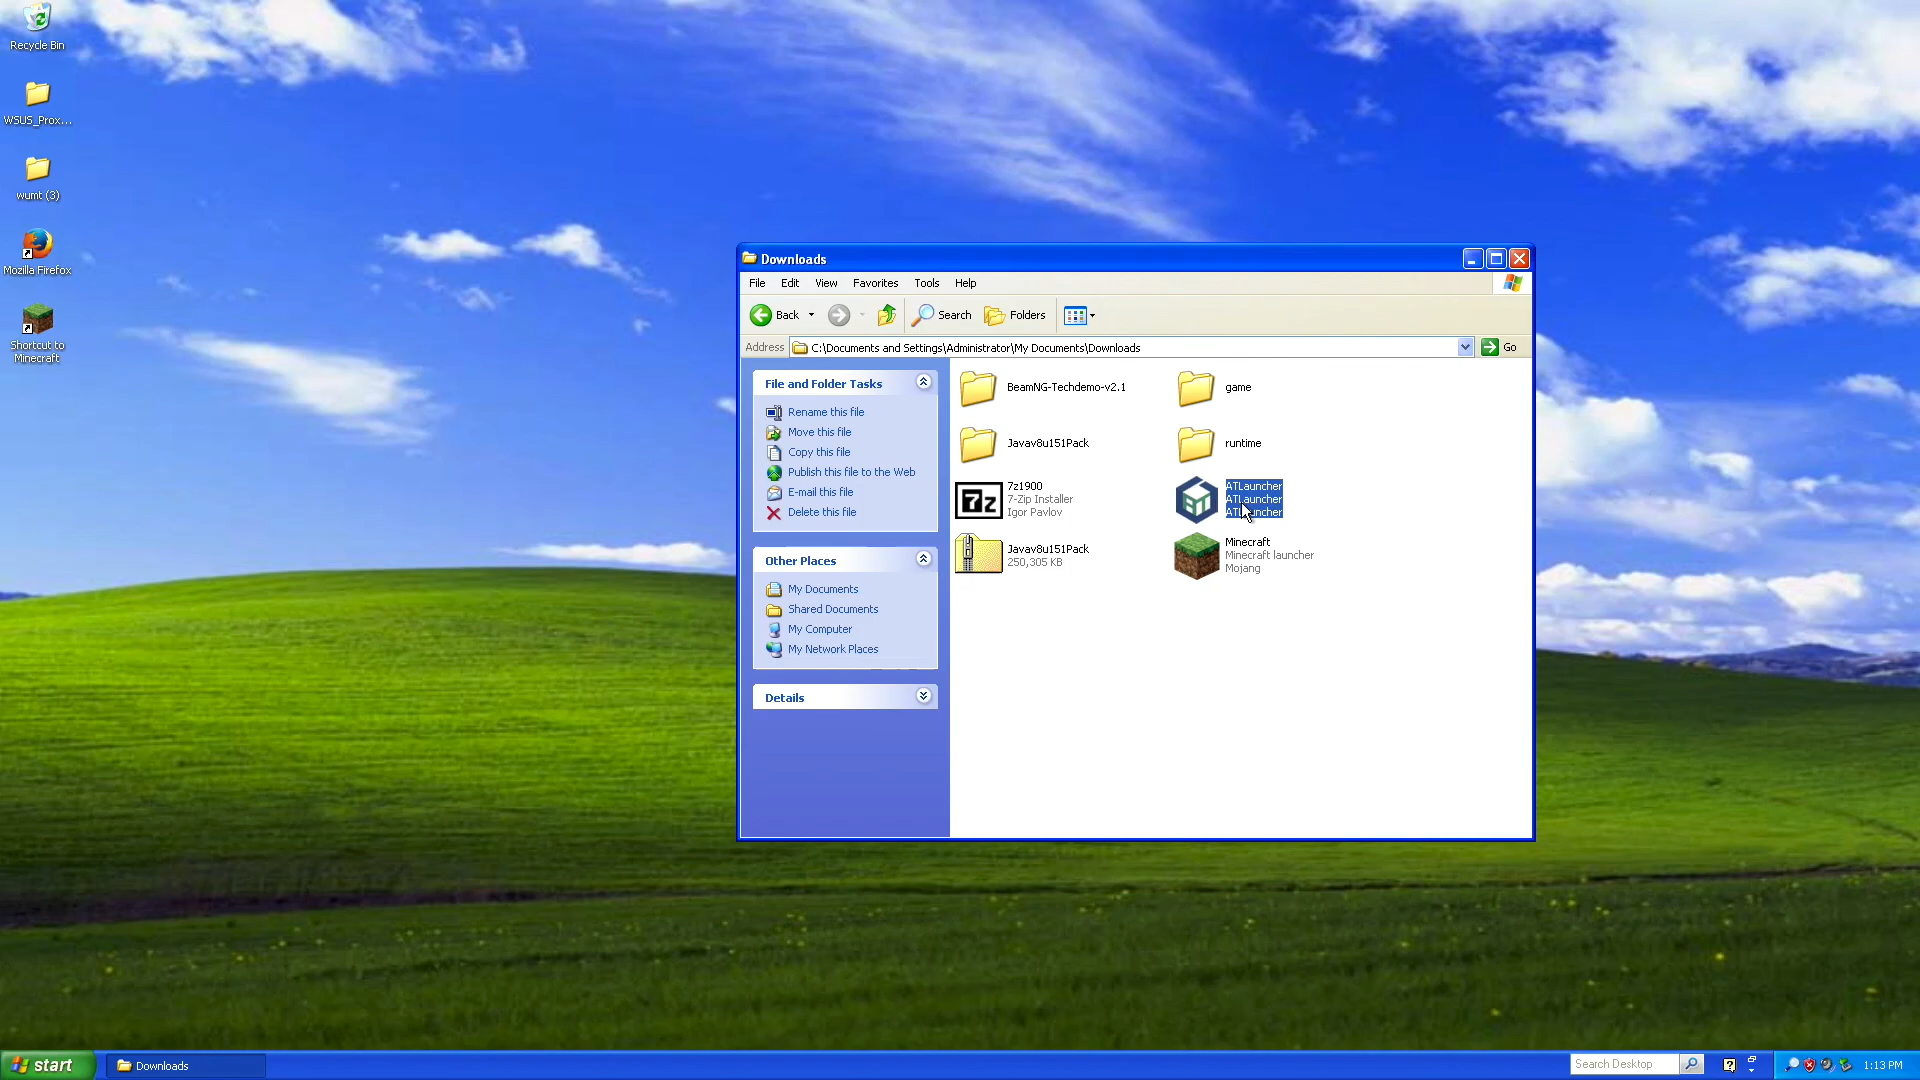 Recycle Bin
WSUS_Prox...
wumt (3)
Mozilla Firefox
Shortcut to
Minecraft
Downloads
File Edit View Favorites Tools Help
Back Search Folders
Address C:\Documents and Settings\Administrator\My Documents\Downloads Go
File and Folder Tasks
Rename this file
Move this file
Copy this file
Publish this file to the Web
E-mail this file
Delete this file
Other Places
My Documents
Shared Documents
My Computer
My Network Places
Details
BeamNG-Techdemo-v2.1
game
Javav8u151Pack
runtime
7z
7z1900
7-Zip Installer
Igor Pavlov
ATLauncher
ATLauncher
ATLauncher
Javav8u151Pack
250,305 KB
Minecraft
Minecraft launcher
Mojang
start
Downloads
Search Desktop
1:13 PM